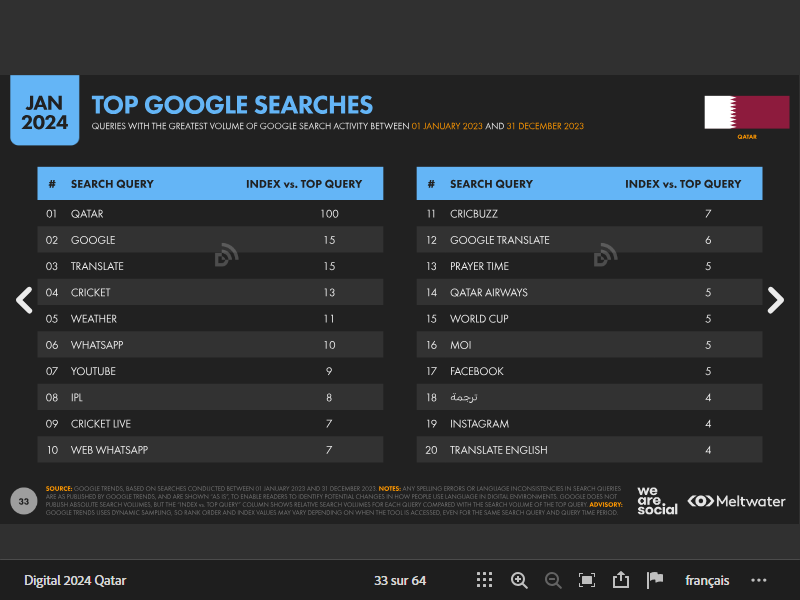 JAN
2024
TOP GOOGLE SEARCHES
QUERIES WITH THE GREATEST VOLUME OF GOOGLE SEARCH ACTIVITY BETWEEN 01 JANUARY 2023 AND 31 DECEMBER 2023
QATAR
# SEARCH QUERY INDEX vs. TOP QUERY
01 QATAR 100
02 GOOGLE 15
03 TRANSLATE 15
04 CRICKET 13
05 WEATHER 11
06 WHATSAPP 10
07 YOUTUBE 9
08 IPL 8
09 CRICKET LIVE 7
10 WEB WHATSAPP 7
# SEARCH QUERY INDEX vs. TOP QUERY
11 CRICBUZZ 7
12 GOOGLE TRANSLATE 6
13 PRAYER TIME 5
14 QATAR AIRWAYS 5
15 WORLD CUP 5
16 MOI 5
17 FACEBOOK 5
18 ترجمة 4
19 INSTAGRAM 4
20 TRANSLATE ENGLISH 4
33
SOURCE: GOOGLE TRENDS, BASED ON SEARCHES CONDUCTED BETWEEN 01 JANUARY 2023 AND 31 DECEMBER 2023. NOTES: ANY SPELLING ERRORS OR LANGUAGE INCONSISTENCIES IN SEARCH QUERIES
ARE AS PUBLISHED BY GOOGLE TRENDS, AND ARE SHOWN "AS IS", TO ENABLE READERS TO IDENTIFY POTENTIAL CHANGES IN HOW PEOPLE USE LANGUAGE IN DIGITAL ENVIRONMENTS. GOOGLE DOES NOT
PUBLISH ABSOLUTE SEARCH VOLUMES, BUT THE "INDEX vs. TOP QUERY" COLUMN SHOWS RELATIVE SEARCH VOLUMES FOR EACH QUERY COMPARED WITH THE SEARCH VOLUME OF THE TOP QUERY. ADVISORY:
GOOGLE TRENDS USES DYNAMIC SAMPLING, SO RANK ORDER AND INDEX VALUES MAY VARY DEPENDING ON WHEN THE TOOL IS ACCESSED, EVEN FOR THE SAME SEARCH QUERY AND QUERY TIME PERIOD.
we
are.
social
Meltwater
Digital 2024 Qatar
33 sur 64
français